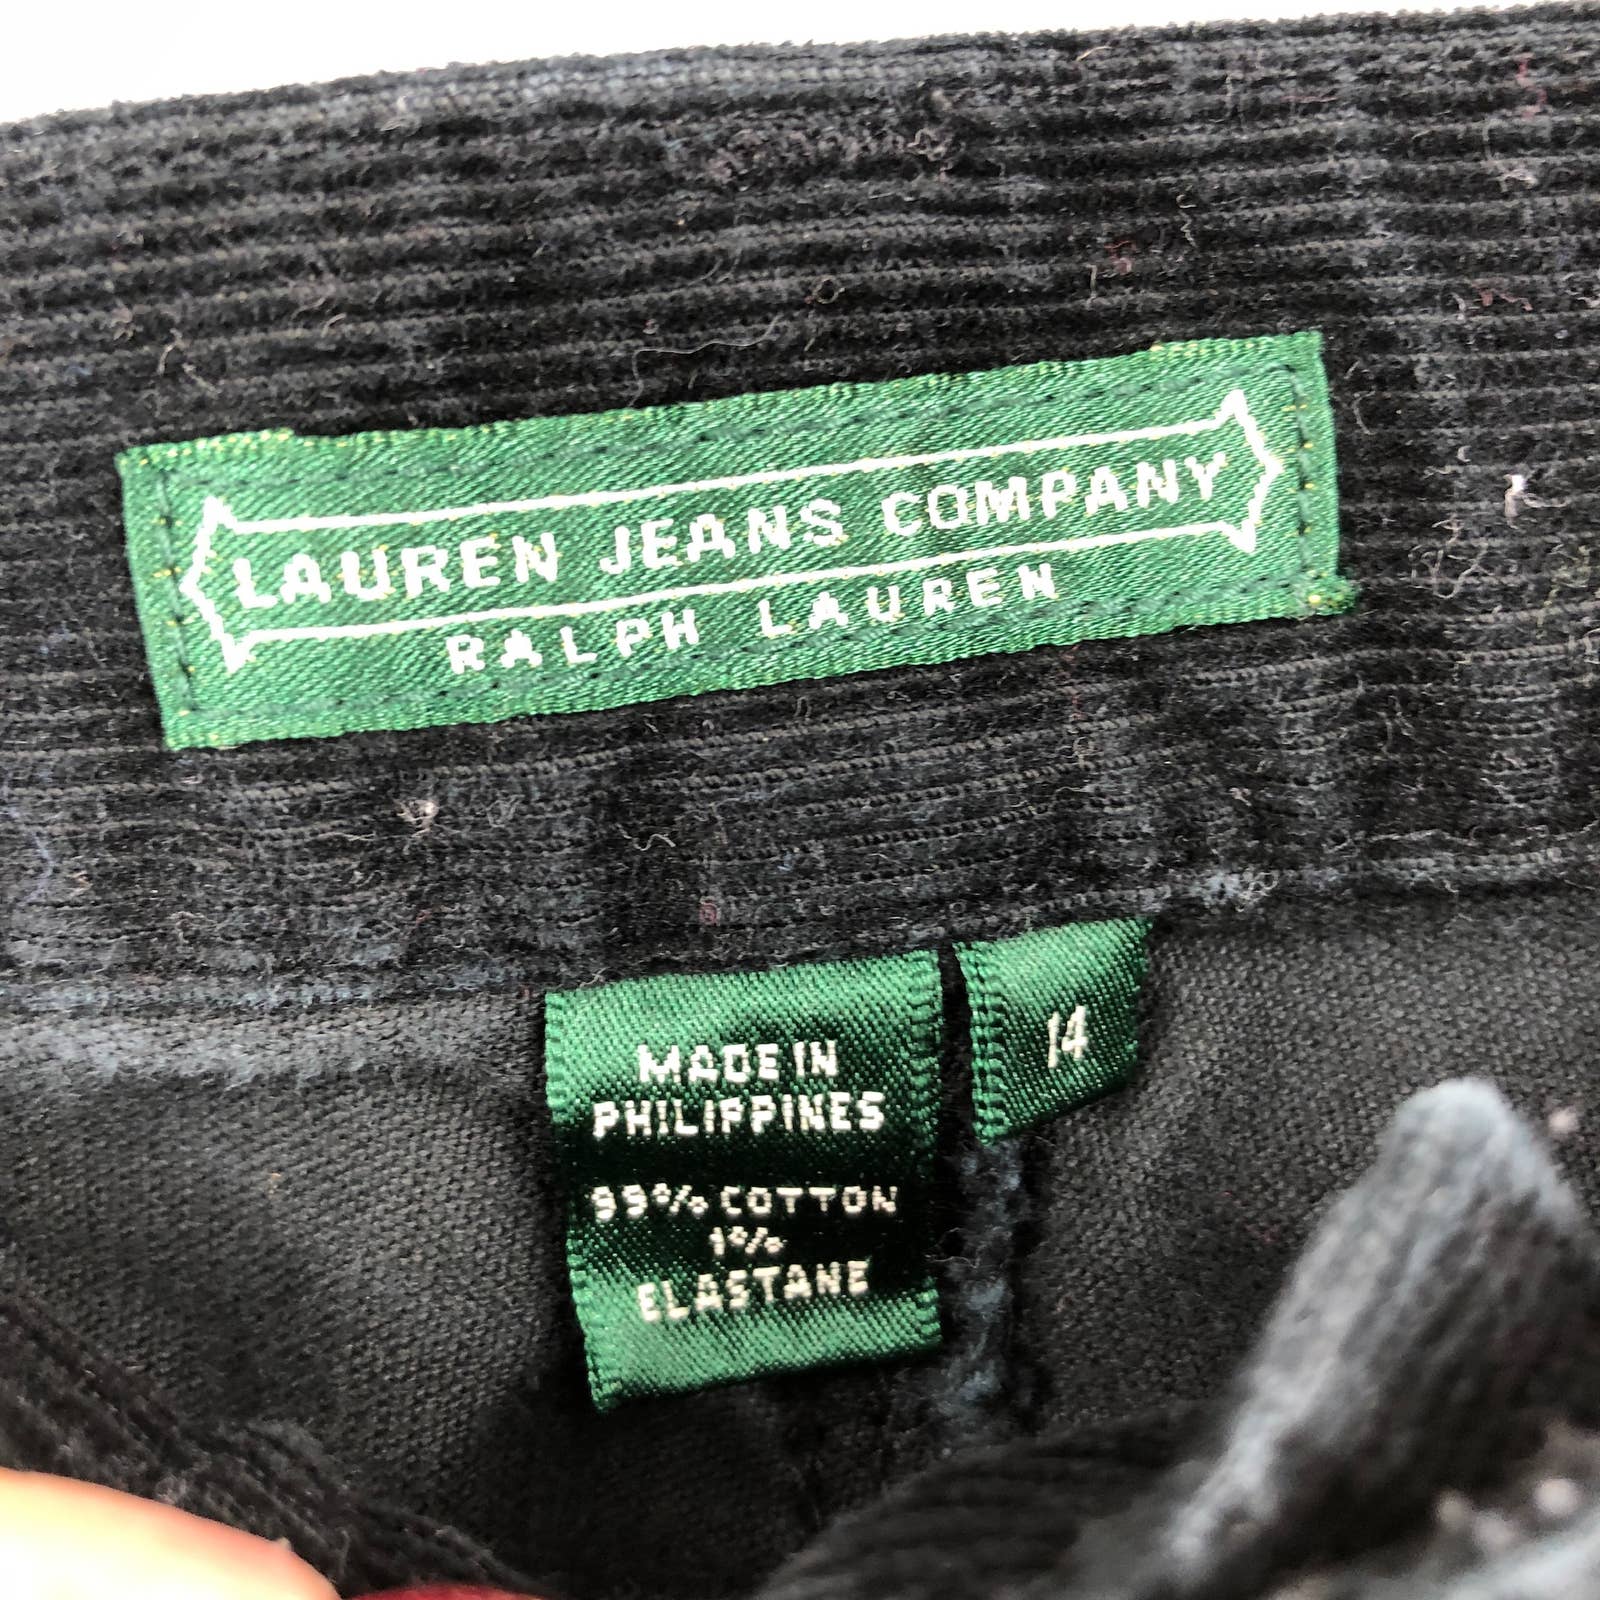 LAUREN JEANS COMPANY
RALPH LAUREN
MADE IN
PHILIPPINES
99% COTTON
1%
ELASTANE
14